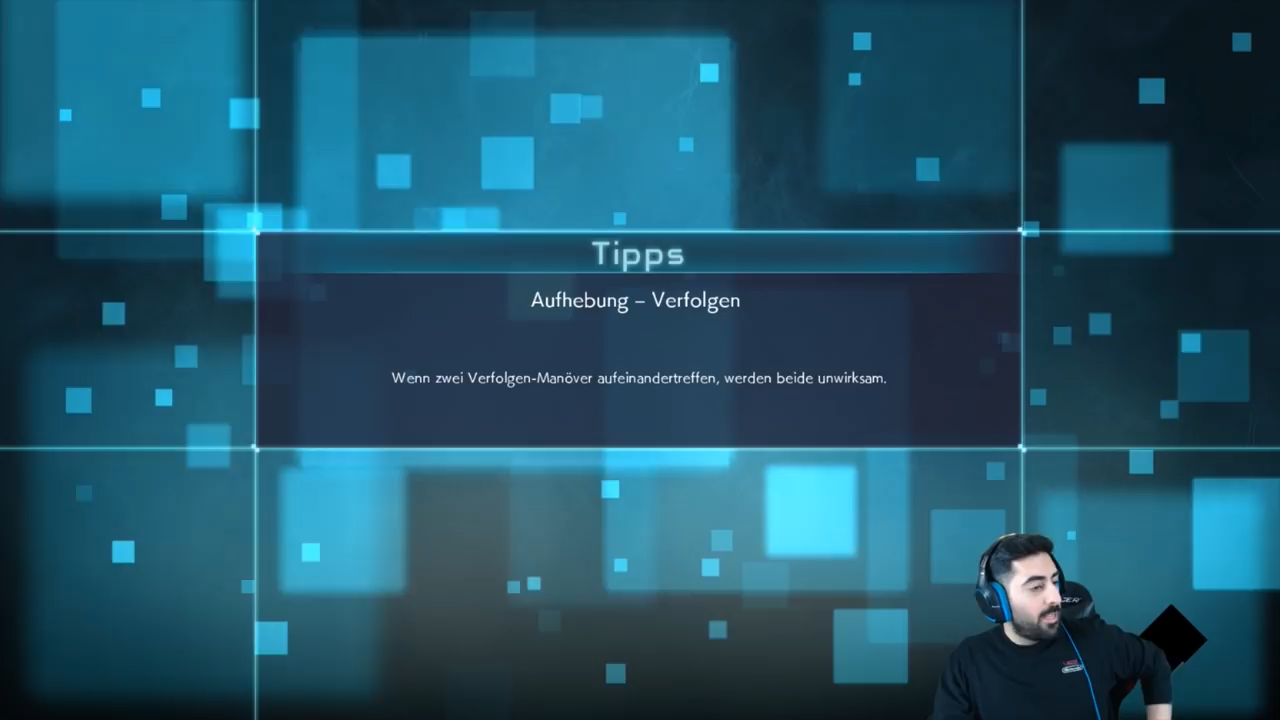 Tipps
Aufhebung – Verfolgen
Wenn zwei Verfolgen-Manöver aufeinandertreffen, werden beide unwirksam.